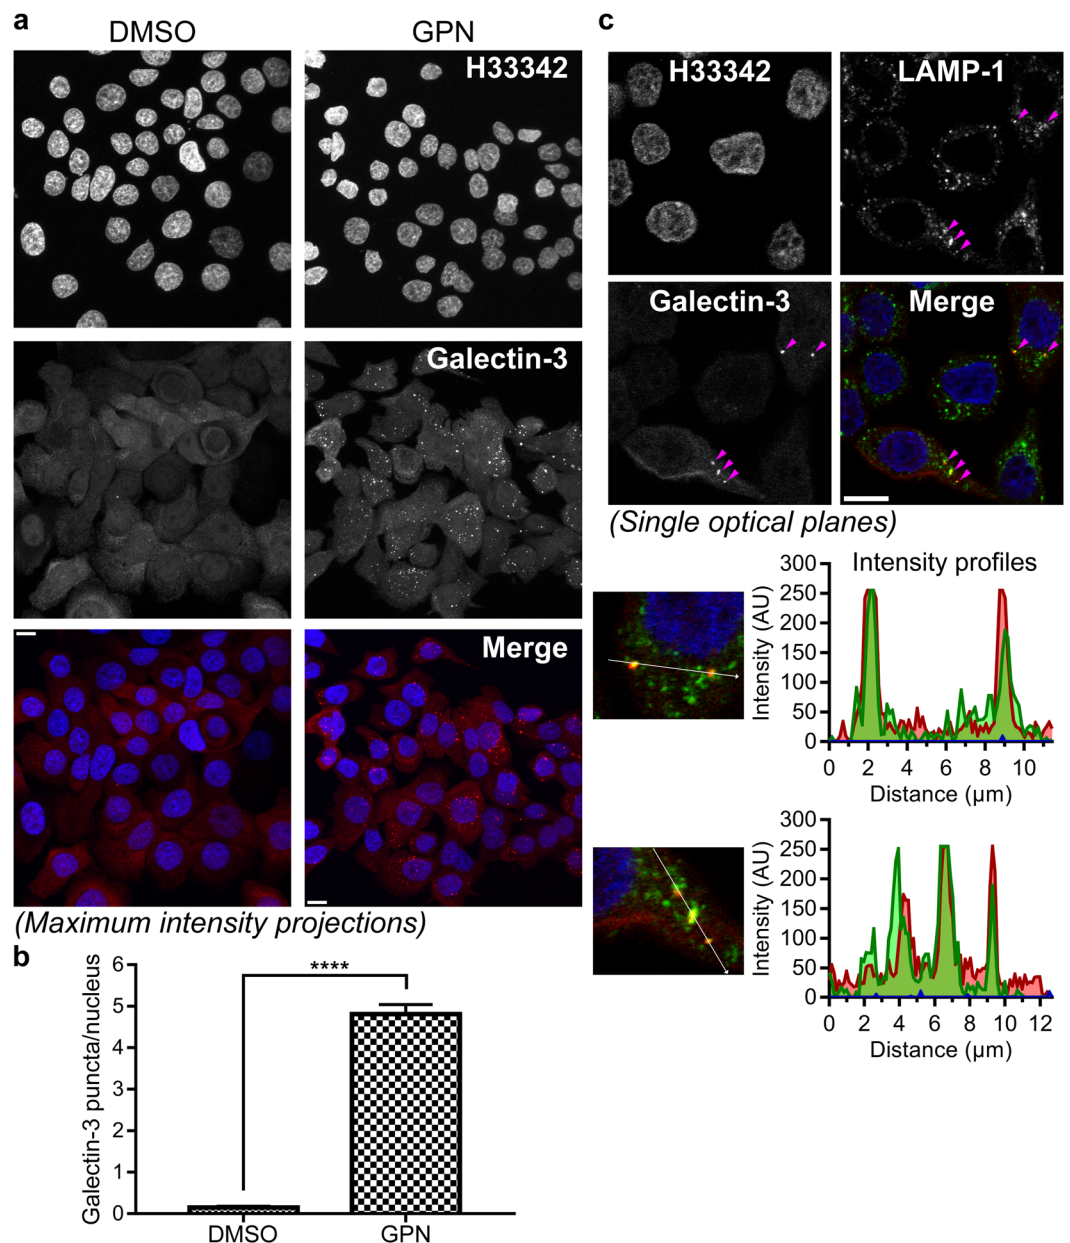 a
DMSO
GPN
H33342
Galectin-3
Merge
(Maximum intensity projections)
b
Galectin-3 puncta/nucleus
6
5
4
3
2
1
0
****
DMSO
GPN
c
H33342
LAMP-1
Galectin-3
Merge
(Single optical planes)
Intensity profiles
Intensity (AU)
300
250
200
150
100
50
0
0 2 4 6 8 10
Distance (µm)
Intensity (AU)
300
250
200
150
100
50
0
0 2 4 6 8 10 12
Distance (µm)